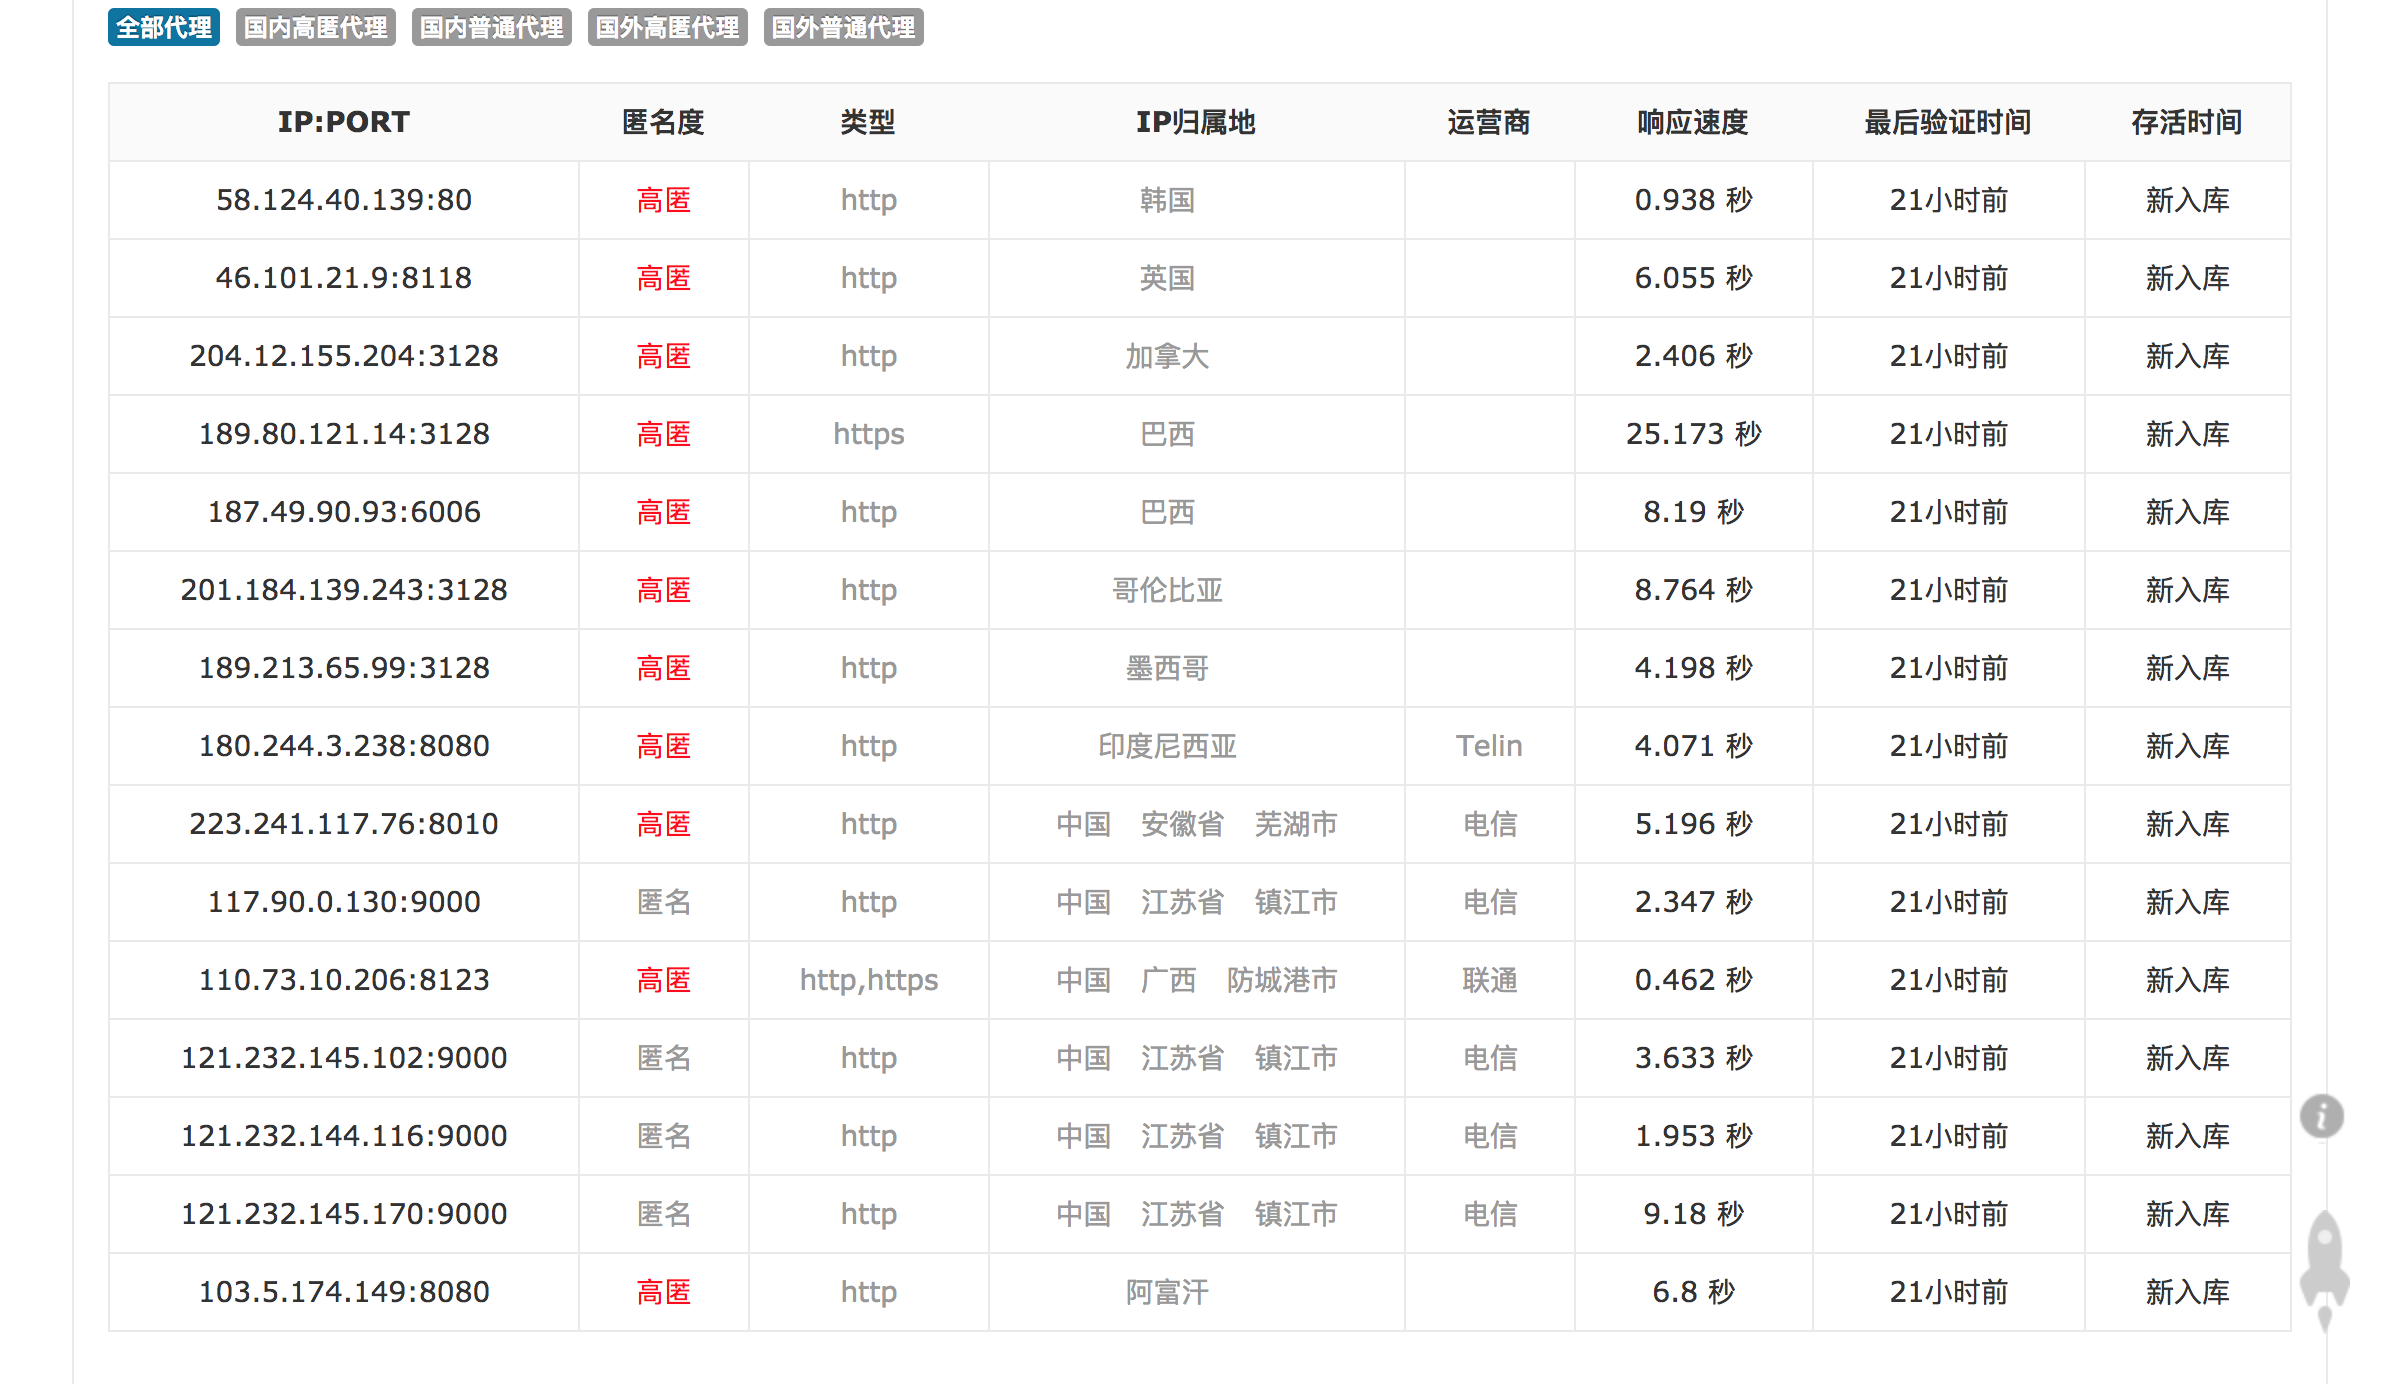 全部代理 国内高匿代理 国内普通代理 国外高匿代理 国外普通代理
IP:PORT 匿名度 类型 IP归属地 运营商 响应速度 最后验证时间 存活时间
58.124.40.139:80 高匿 http 韩国 0.938 秒 21小时前 新入库
46.101.21.9:8118 高匿 http 英国 6.055 秒 21小时前 新入库
204.12.155.204:3128 高匿 http 加拿大 2.406 秒 21小时前 新入库
189.80.121.14:3128 高匿 https 巴西 25.173 秒 21小时前 新入库
187.49.90.93:6006 高匿 http 巴西 8.19 秒 21小时前 新入库
201.184.139.243:3128 高匿 http 哥伦比亚 8.764 秒 21小时前 新入库
189.213.65.99:3128 高匿 http 墨西哥 4.198 秒 21小时前 新入库
180.244.3.238:8080 高匿 http 印度尼西亚 Telin 4.071 秒 21小时前 新入库
223.241.117.76:8010 高匿 http 中国 安徽省 芜湖市 电信 5.196 秒 21小时前 新入库
117.90.0.130:9000 匿名 http 中国 江苏省 镇江市 电信 2.347 秒 21小时前 新入库
110.73.10.206:8123 高匿 http,https 中国 广西 防城港市 联通 0.462 秒 21小时前 新入库
121.232.145.102:9000 匿名 http 中国 江苏省 镇江市 电信 3.633 秒 21小时前 新入库
121.232.144.116:9000 匿名 http 中国 江苏省 镇江市 电信 1.953 秒 21小时前 新入库
121.232.145.170:9000 匿名 http 中国 江苏省 镇江市 电信 9.18 秒 21小时前 新入库
103.5.174.149:8080 高匿 http 阿富汗 6.8 秒 21小时前 新入库